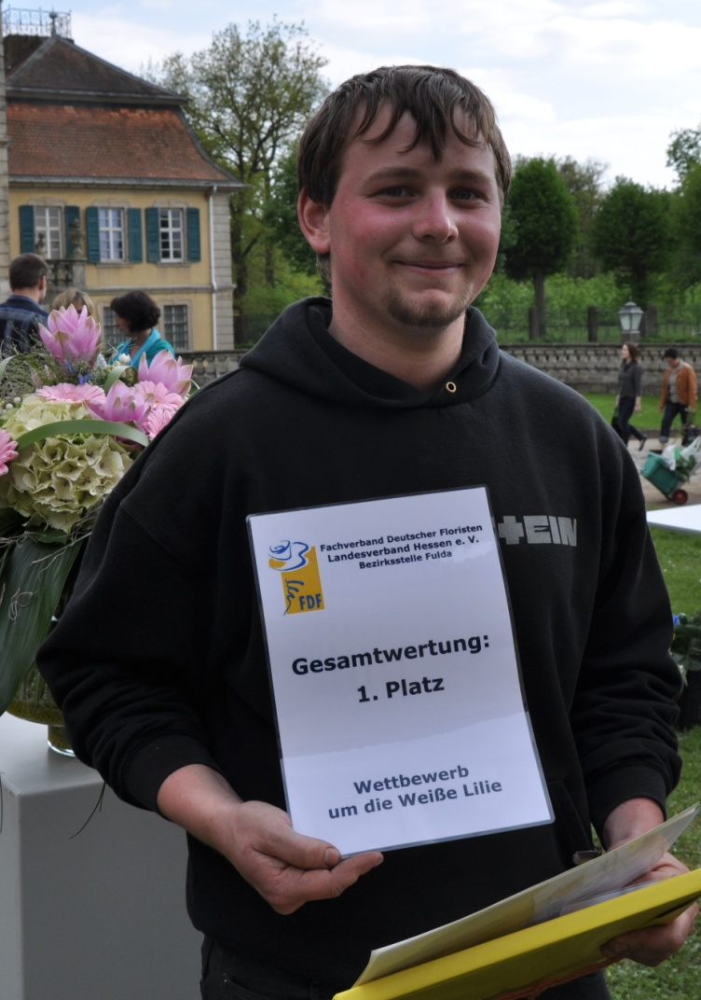 Fachverband Deutscher Floristen
Landesverband Hessen e. V.
Bezirksstelle Fulda
FDF
Gesamtwertung:
1. Platz
Wettbewerb
um die Weiße Lilie